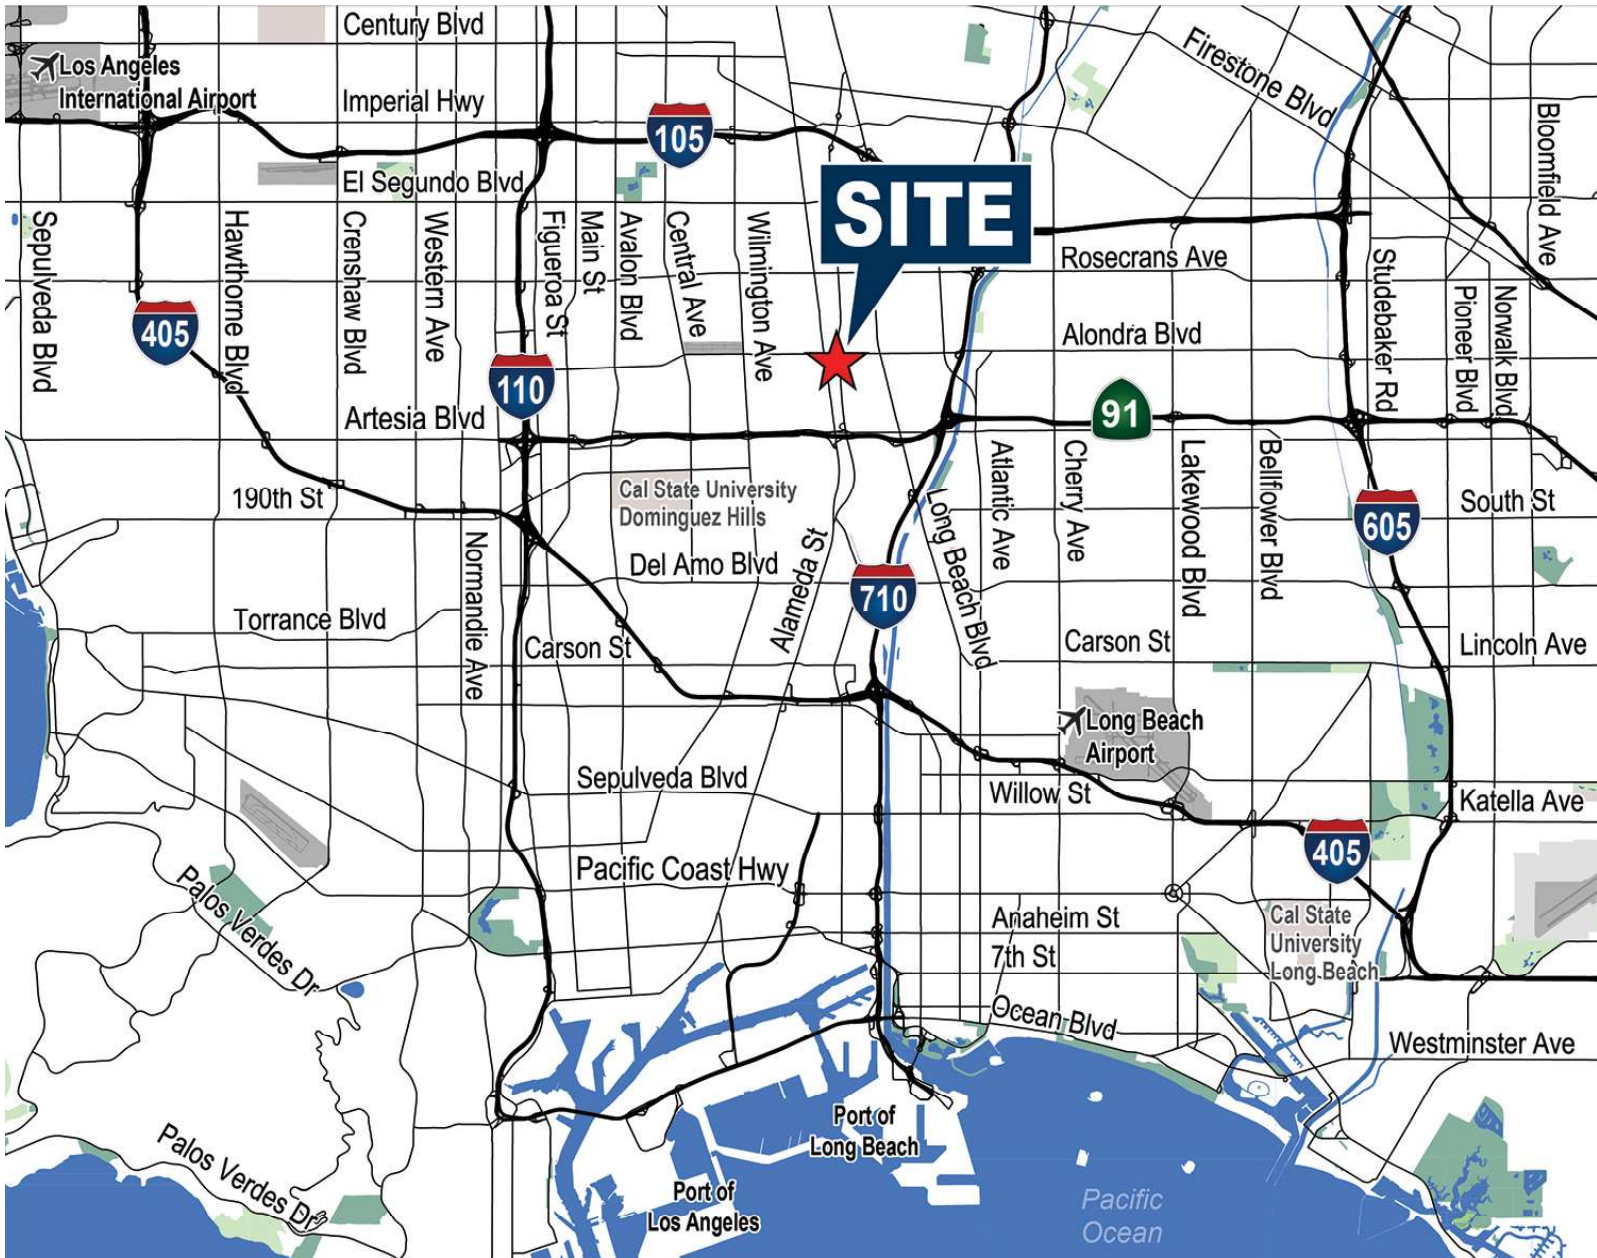 Century Blvd
Firestone Blvd
Los Angeles
International Airport
Imperial Hwy
105
Bloomfield Ave
El Segundo Blvd
SITE
Sepulveda Blvd
Hawthorne Blvd
Crenshaw Blvd
Western Ave
Figueroa St
Main St
Avalon Blvd
Central Ave
Wilmington Ave
Rosecrans Ave
Studebaker Rd
Pioneer Blvd
Norwalk Blvd
405
Alondra Blvd
110
91
Artesia Blvd
Atlantic Ave
Cherry Ave
Lakewood Blvd
Bellflower Blvd
190th St
Cal State University
Dominguez Hills
Long Beach Blvd
605
South St
Normandie Ave
Alameda St
Del Amo Blvd
710
Torrance Blvd
Carson St
Carson St
Lincoln Ave
Long Beach
Airport
Sepulveda Blvd
Willow St
Katella Ave
405
Pacific Coast Hwy
Palos Verdes Dr
Anaheim St
Cal State
University
Long Beach
7th St
Ocean Blvd
Westminster Ave
Port of
Long Beach
Palos Verdes Dr
Port of
Los Angeles
Pacific
Ocean